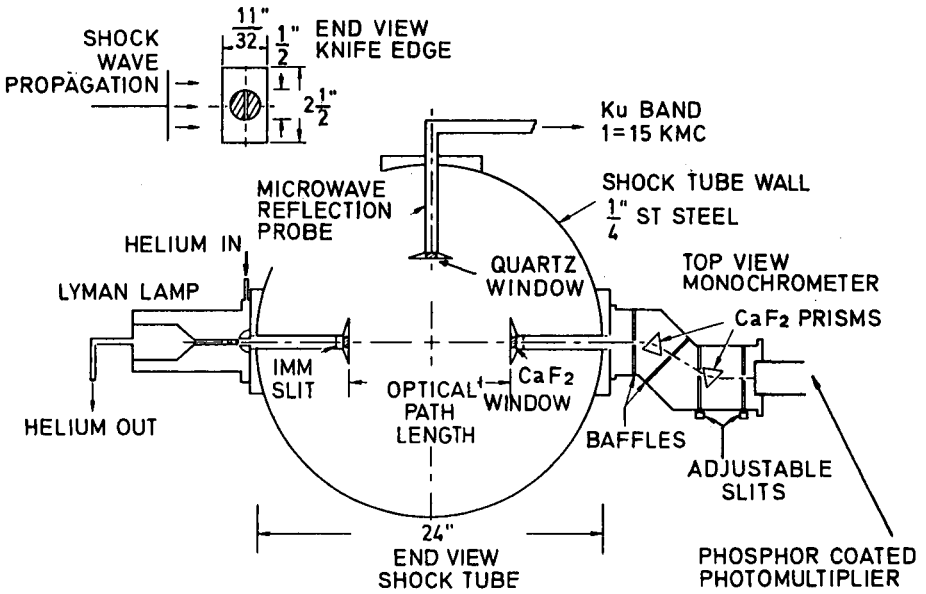 11"
32
1"
2
END VIEW
KNIFE EDGE
SHOCK
WAVE
PROPAGATION
2 1"
2
Ku BAND
1=15 KMC
MICROWAVE
REFLECTION
PROBE
SHOCK TUBE WALL
1" ST STEEL
4
HELIUM IN
QUARTZ
WINDOW
TOP VIEW
MONOCHROMETER
LYMAN LAMP
CaF2 PRISMS
IMM
SLIT
OPTICAL
PATH
LENGTH
CaF2
WINDOW
HELIUM OUT
BAFFLES
ADJUSTABLE
SLITS
24"
END VIEW
SHOCK TUBE
PHOSPHOR COATED
PHOTOMULTIPLIER